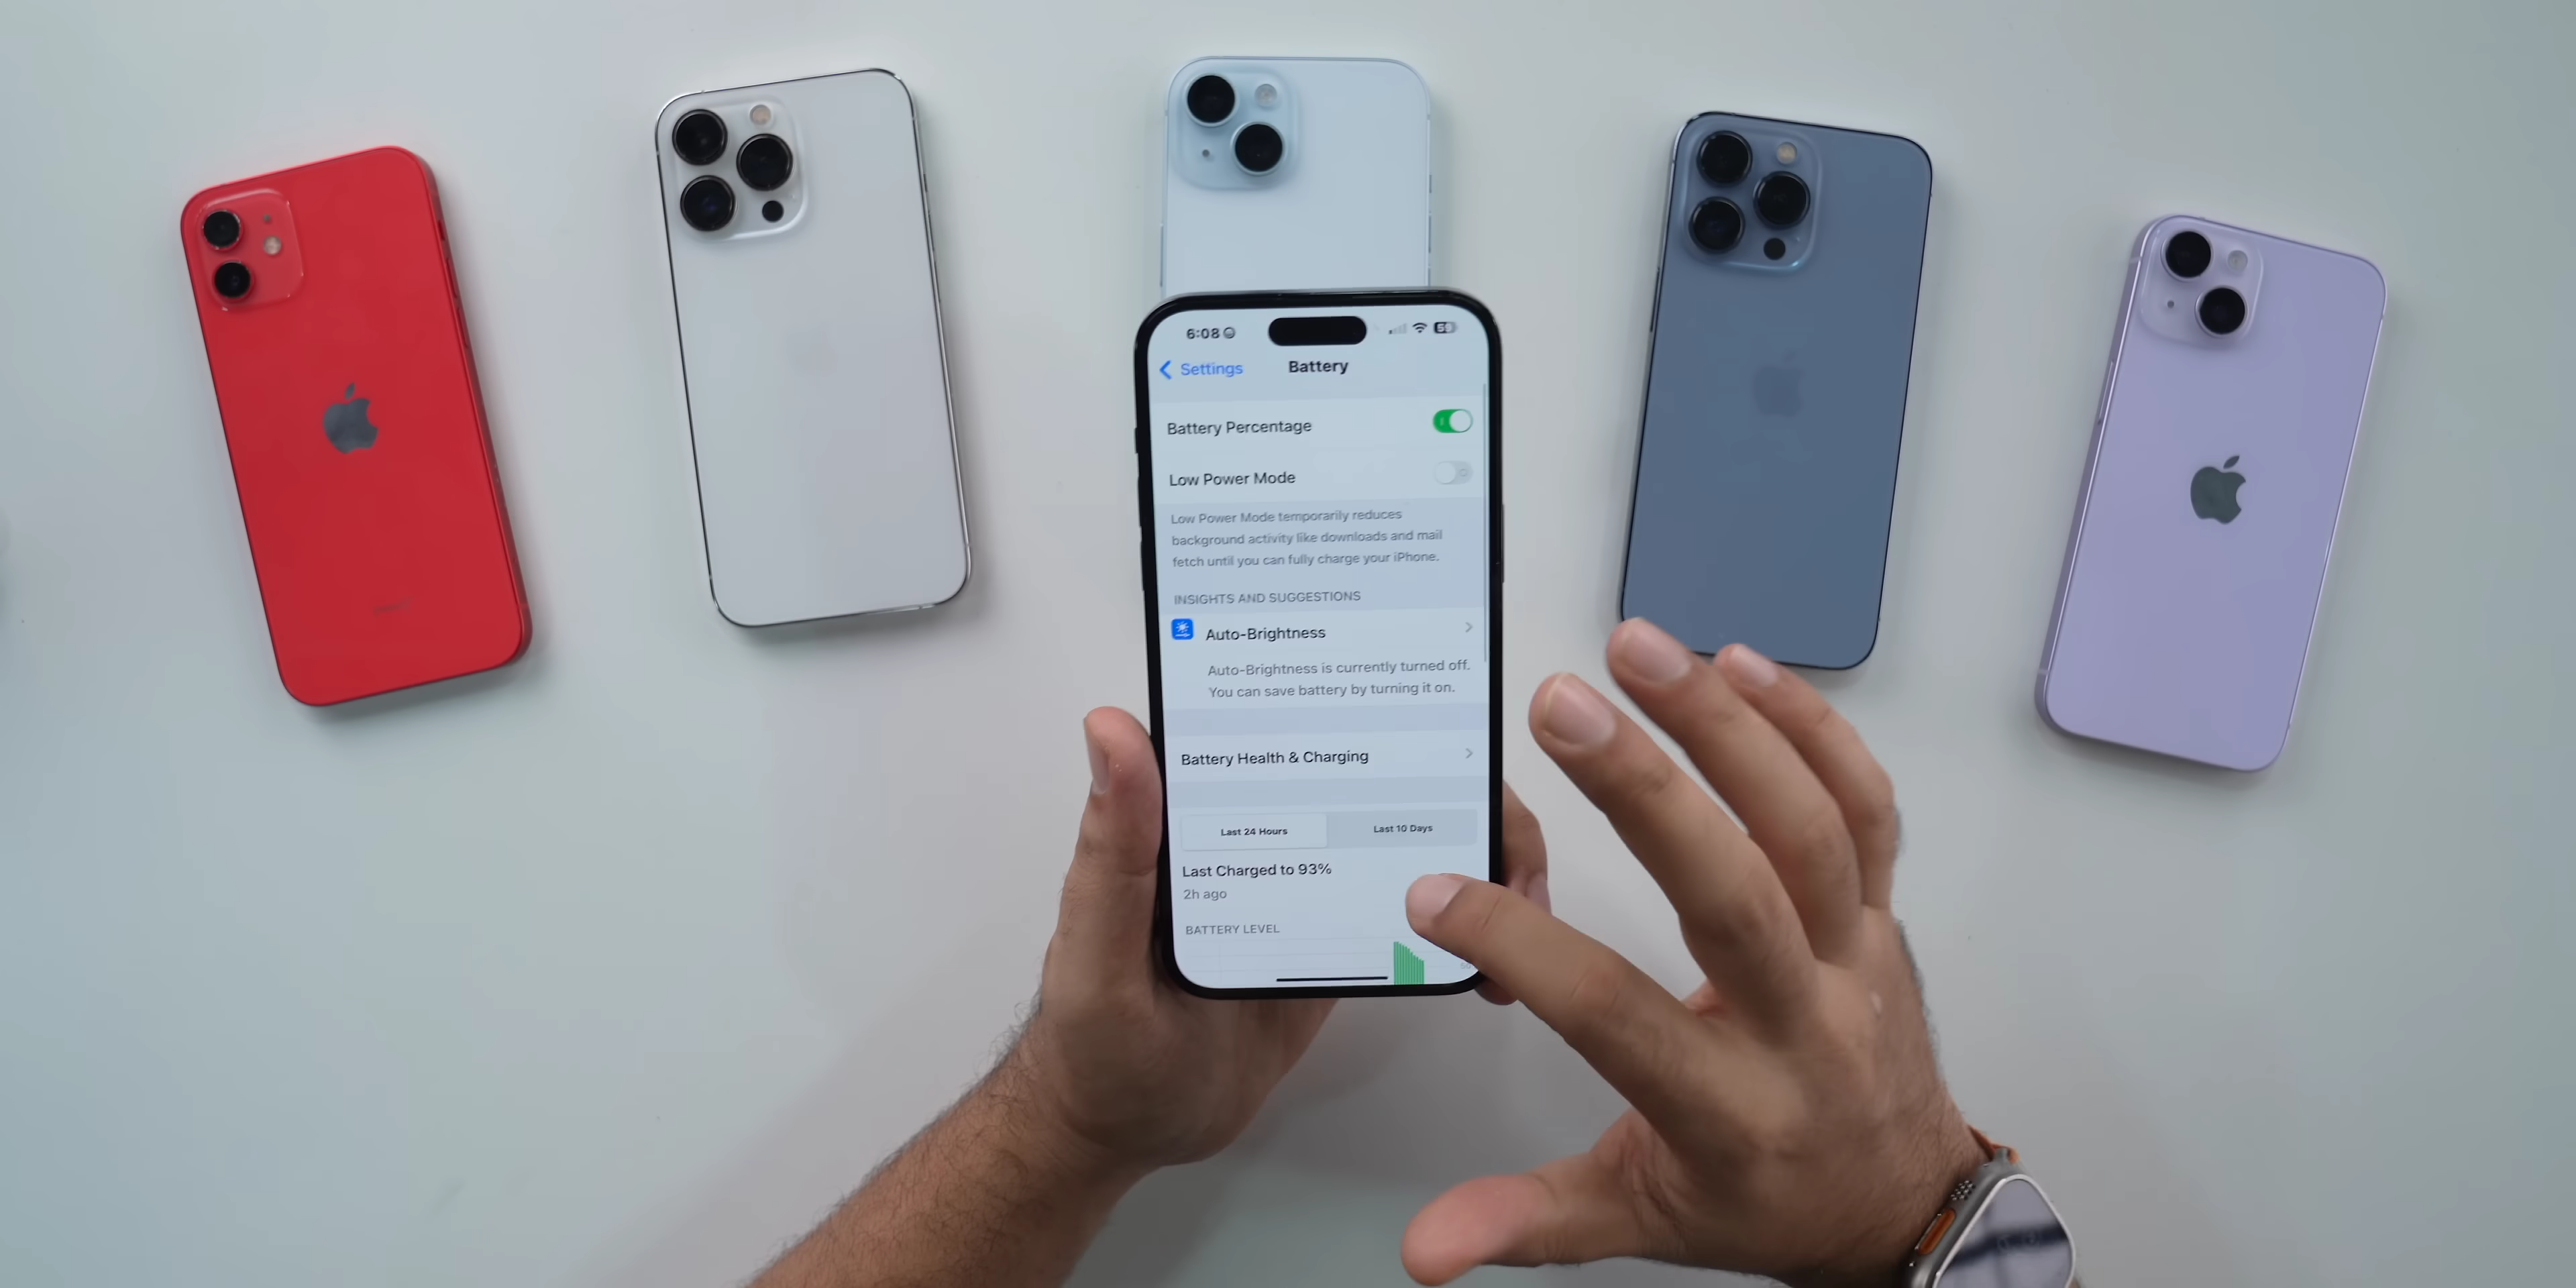 6:08
Settings
Battery
Battery Percentage
Low Power Mode
Low Power Mode temporarily reduces
background activity like downloads and mail
fetch until you can fully charge your iPhone.
INSIGHTS AND SUGGESTIONS
Auto-Brightness
Auto-Brightness is currently turned off.
You can save battery by turning it on.
Battery Health & Charging
Last 24 Hours
Last 10 Days
Last Charged to 93%
2h ago
BATTERY LEVEL